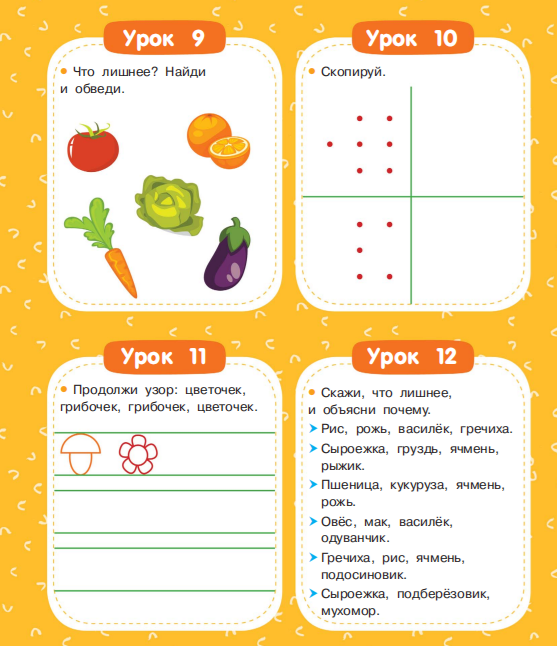 Урок 9
Что лишнее? Найди
и обведи.
Урок 10
Скопируй.
Урок 11
Продолжи узор: цветочек,
грибочек, грибочек, цветочек.
Урок 12
Скажи, что лишнее,
и объясни почему.
Рис, рожь, василёк, гречиха.
Сыроежка, груздь, ячмень,
рыжик.
Пшеница, кукуруза, ячмень,
рожь.
Овёс, мак, василёк,
одуванчик.
Гречиха, рис, ячмень,
подосиновик.
Сыроежка, подберёзовик,
мухомор.